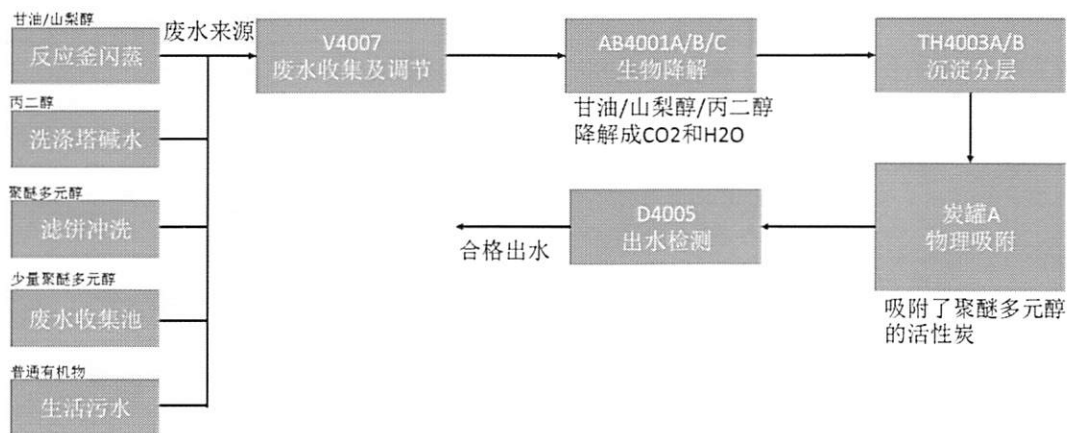 甘油/山梨醇
反应釜闪蒸
丙二醇
洗涤塔碱水
聚醚多元醇
滤饼冲洗
少量聚醚多元醇
废水收集池
普通有机物
生活污水
废水来源
V4007
废水收集及调节
AB4001A/B/C
生物降解
甘油/山梨醇/丙二醇
降解成CO2和H2O
TH4003A/B
沉淀分层
炭罐A
物理吸附
吸附了聚醚多元醇
的活性炭
D4005
出水检测
合格出水